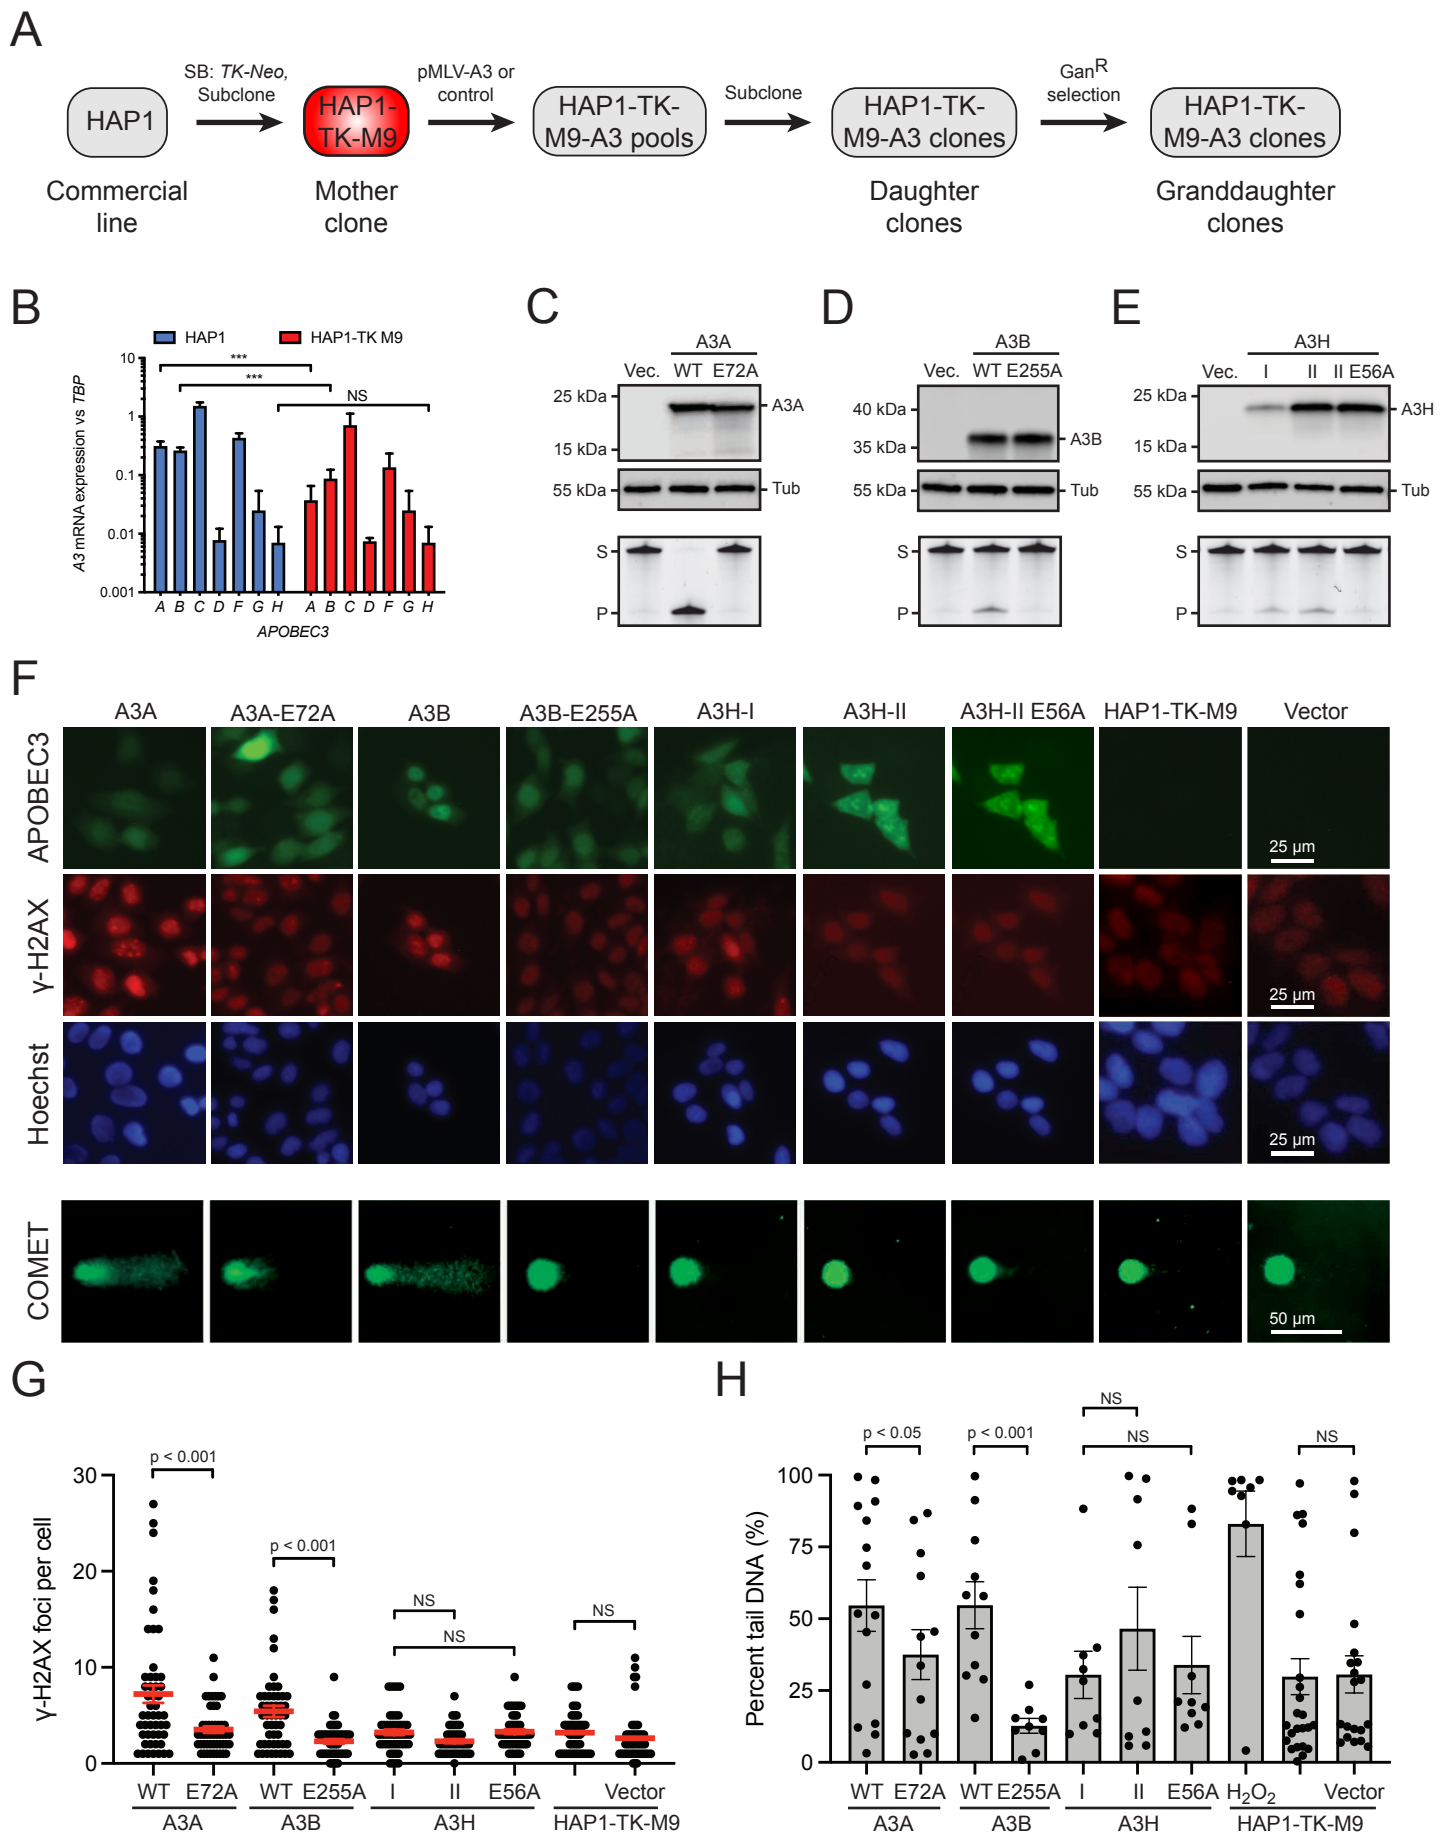 A
SB: TK-Neo,
Subclone
pMLV-A3 or
control
Subclone
GanR
selection
HAP1
HAP1-
TK-M9
HAP1-TK-
M9-A3 pools
HAP1-TK-
M9-A3 clones
HAP1-TK-
M9-A3 clones
Commercial
line
Mother
clone
Daughter
clones
Granddaughter
clones
B
HAP1
HAP1-TK M9
A3 mRNA expression vs TBP
10
1
0.1
0.01
0.001
***
***
NS
A B C D F G H
A B C D F G H
APOBEC3
C
A3A
Vec. WT E72A
25 kDa
15 kDa
A3A
55 kDa
Tub
S
P
D
A3B
Vec. WT E255A
40 kDa
35 kDa
A3B
55 kDa
Tub
S
P
E
A3H
Vec. I II II E56A
25 kDa
15 kDa
A3H
55 kDa
Tub
S
P
F
A3A A3A-E72A A3B A3B-E255A A3H-I A3H-II A3H-II E56A HAP1-TK-M9 Vector
APOBEC3
25 µm
γ-H2AX
25 µm
Hoechst
25 µm
COMET
50 µm
G
γ-H2AX foci per cell
30
20
10
0
p < 0.001
p < 0.001
NS
NS
NS
WT E72A WT E255A I II E56A Vector
A3A A3B A3H HAP1-TK-M9
H
Percent tail DNA (%)
100
75
50
25
0
p < 0.05
p < 0.001
NS
NS
NS
WT E72A WT E255A I II E56A H2O2 Vector
A3A A3B A3H HAP1-TK-M9